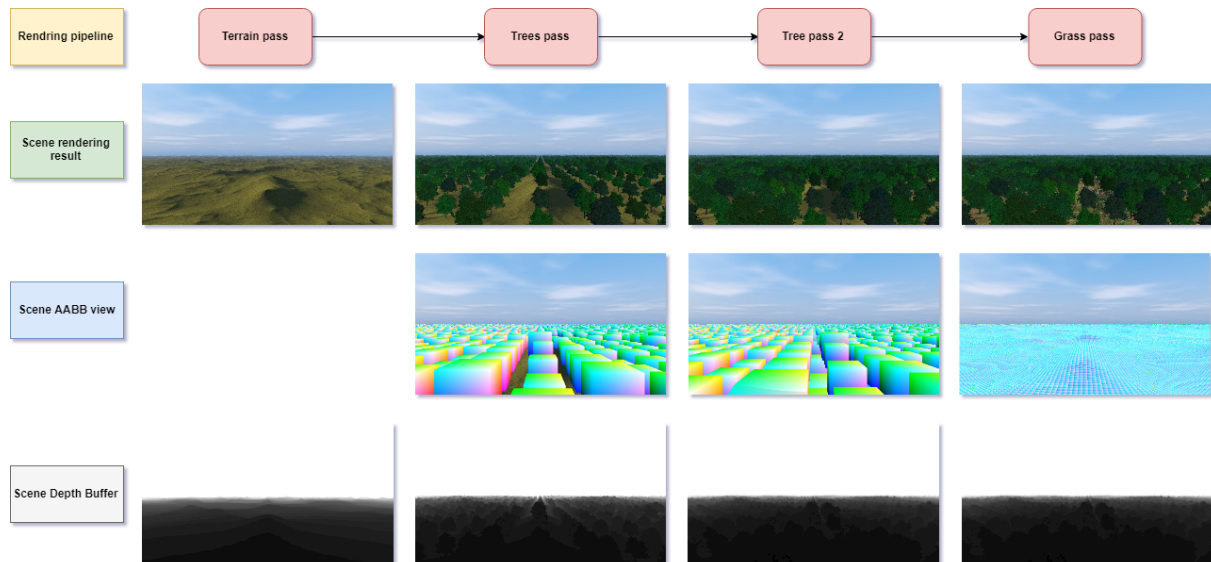 Rendring pipeline
Terrain pass
Trees pass
Tree pass 2
Grass pass
Scene rendering
result
Scene AABB view
Scene Depth Buffer